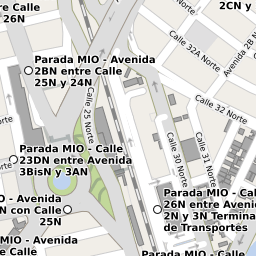 Calle
26N
2CN y
Calle 32A Norte
Avenida 2B N
Parada MIO - Avenida
2BN entre Calle
25N y 24N
Calle 32 Norte
Calle 25 Norte
Parada MIO - Calle
23DN entre Avenida
3BisN y 3AN
Calle 30 Norte
Calle 31 Norte
O - Avenida
N con Calle
25N
Parada MIO - Cal
26N entre Avenid
2N y 3N Termina
de Transportes
MIO - Avenida
Parada MIO - Calle